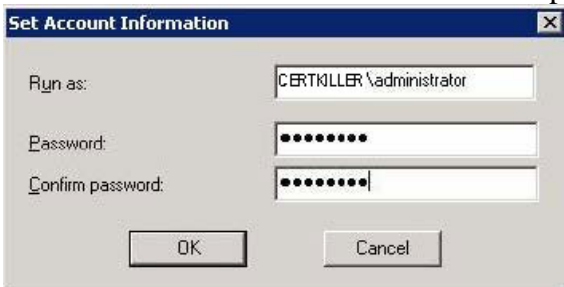 Set Account Information
Run as:
CERTKILLER\administrator
Password:
●●●●●●●●
Confirm password:
●●●●●●●●
OK
Cancel